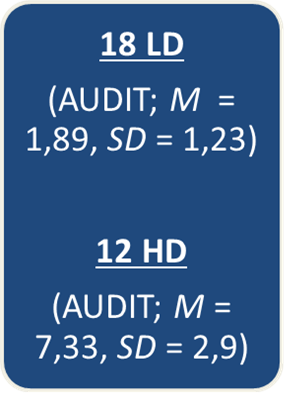 18 LD
(AUDIT; M =
1,89, SD = 1,23)
12 HD
(AUDIT; M =
7,33, SD = 2,9)